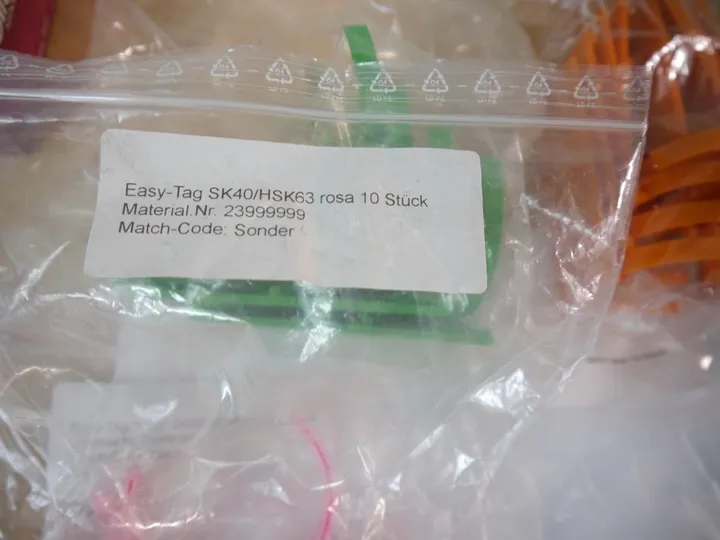 Easy-Tag SK40/HSK63 rosa 10 Stück
Material.Nr. 23999999
Match-Code: Sonder